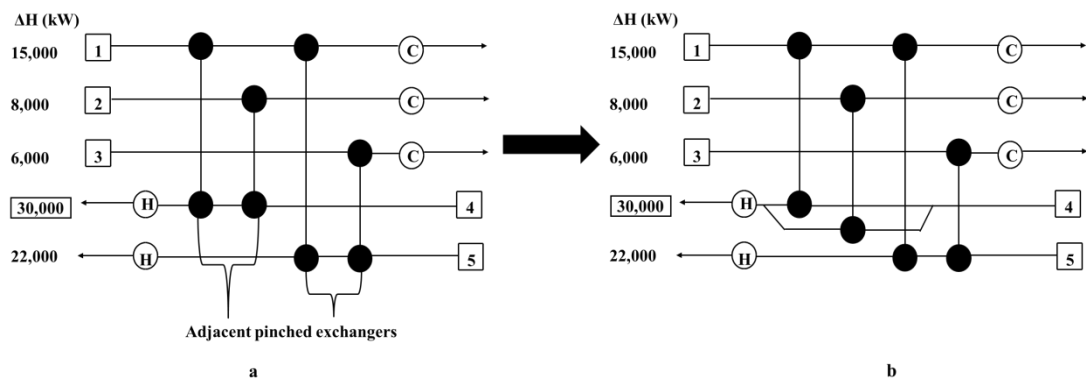 ΔH (kW)
15,000 1 C
8,000 2 C
6,000 3 C
30,000 H 4
22,000 H 5
Adjacent pinched exchangers
a
ΔH (kW)
15,000 1 C
8,000 2 C
6,000 3 C
30,000 H 4
22,000 H 5
b